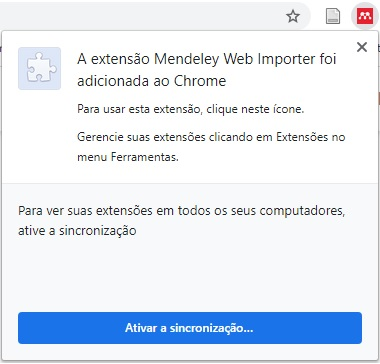 A extensão Mendeley Web Importer foi
adicionada ao Chrome
Para usar esta extensão, clique neste ícone.
Gerencie suas extensões clicando em Extensões no
menu Ferramentas.
Para ver suas extensões em todos os seus computadores,
ative a sincronização
Ativar a sincronização...